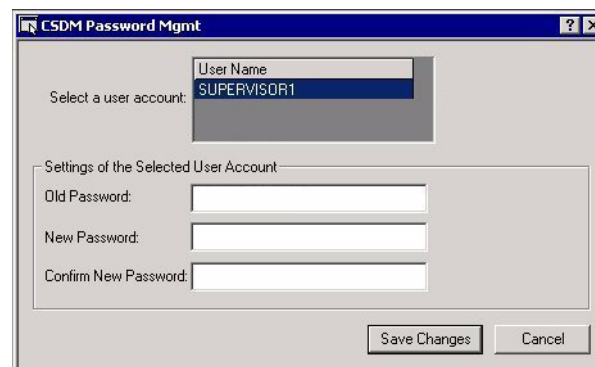 CSDM Password Mgmt
User Name
Select a user account:
SUPERVISOR1
Settings of the Selected User Account
Old Password:
New Password:
Confirm New Password:
Save Changes
Cancel